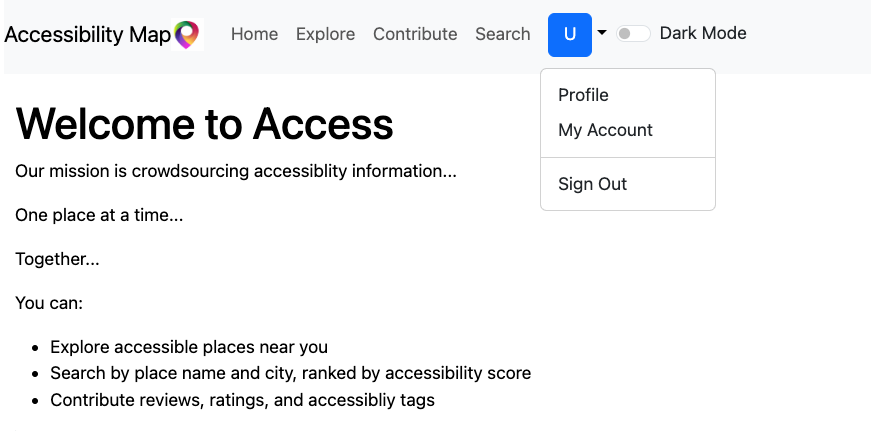 Accessibility Map Home Explore Contribute Search U Dark Mode
Profile
My Account
Sign Out
Welcome to Access
Our mission is crowdsourcing accessiblity information...
One place at a time...
Together...
You can:
• Explore accessible places near you
• Search by place name and city, ranked by accessibility score
• Contribute reviews, ratings, and accessibliy tags